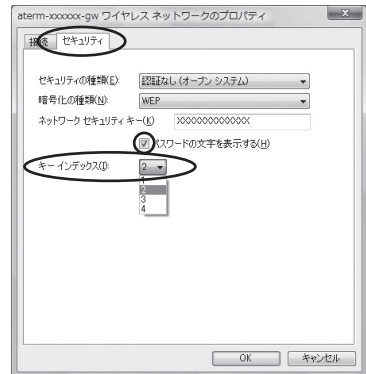 aterm-xxxxxx-gw ワイヤレス ネットワークのプロパティ
接続 セキュリティ
セキュリティの種類(E): 認証なし (オープン システム)
暗号化の種類(N): WEP
ネットワーク セキュリティ キー(K) XXXXXXXXXXXXX
パスワードの文字を表示する(H)
キー インデックス(I): 2
1
2
3
4
OK キャンセル